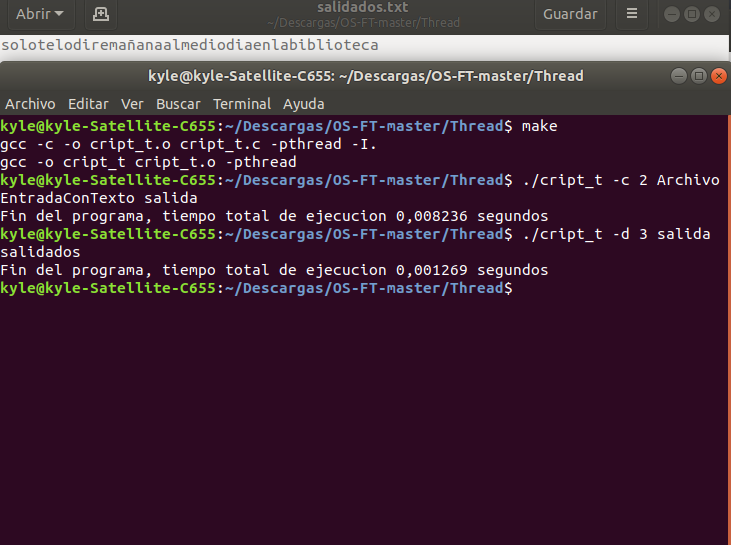 Abrir
salidados.txt
~/Descargas/OS-FT-master/Thread
Guardar
solotelodiremañanaalmediodiaenlabiblioteca
kyle@kyle-Satellite-C655: ~/Descargas/OS-FT-master/Thread
Archivo Editar Ver Buscar Terminal Ayuda
kyle@kyle-Satellite-C655:~/Descargas/OS-FT-master/Thread$ make
gcc -c -o cript_t.o cript_t.c -pthread -I.
gcc -o cript_t cript_t.o -pthread
kyle@kyle-Satellite-C655:~/Descargas/OS-FT-master/Thread$ ./cript_t -c 2 Archivo
EntradaConTexto salida
Fin del programa, tiempo total de ejecucion 0,008236 segundos
kyle@kyle-Satellite-C655:~/Descargas/OS-FT-master/Thread$ ./cript_t -d 3 salida
salidados
Fin del programa, tiempo total de ejecucion 0,001269 segundos
kyle@kyle-Satellite-C655:~/Descargas/OS-FT-master/Thread$